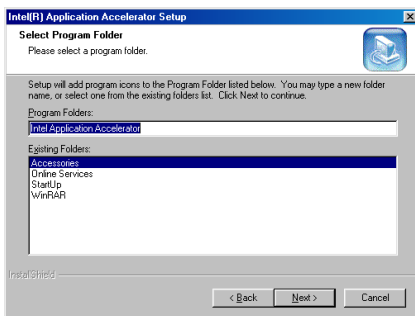 Intel(R) Application Accelerator Setup
Select Program Folder
Please select a program folder.
Setup will add program icons to the Program Folder listed below. You may type a new folder
name, or select one from the existing folders list. Click Next to continue.
Program Folders:
Intel Application Accelerator
Existing Folders:
Accessories
Online Services
StartUp
WinRAR
InstallShield
< Back
Next >
Cancel